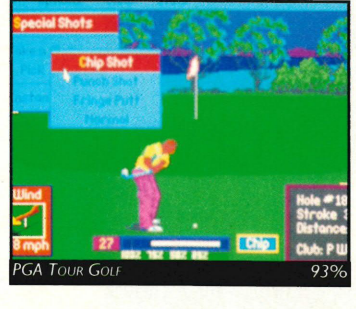 Special Shots
Chip Shot
Punch Shot
Fringe Putt
Normal
Wind
8 mph
27
Chip
Hole #18
Stroke 3
Distance
Club: P W
PGA TOUR GOLF
93%